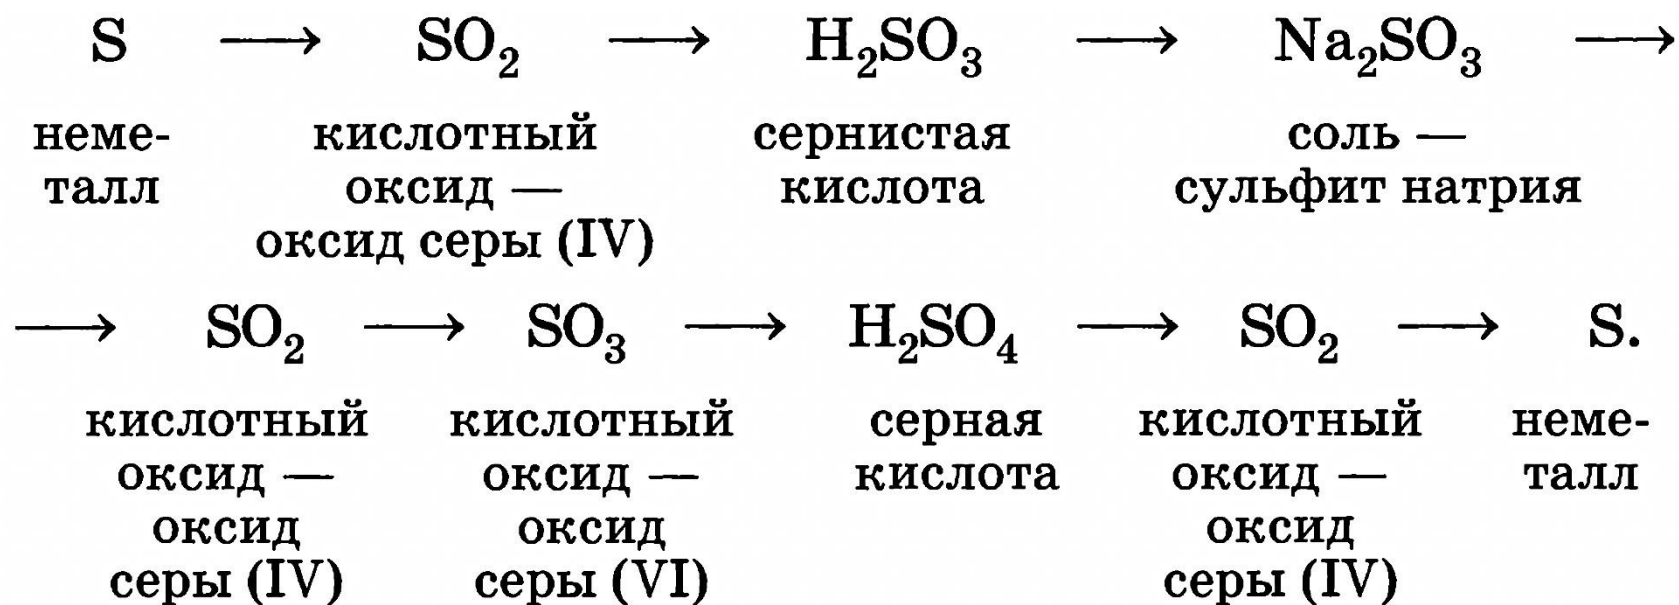 S → SO₂ → H₂SO₃ → Na₂SO₃ →
неме- кислотный сернистая соль —
талл оксид — кислота сульфит натрия
оксид серы (IV)
→ SO₂ → SO₃ → H₂SO₄ → SO₂ → S.
кислотный кислотный серная кислотный неме-
оксид — оксид — кислота оксид — талл
оксид оксид оксид
серы (IV) серы (VI) серы (IV)